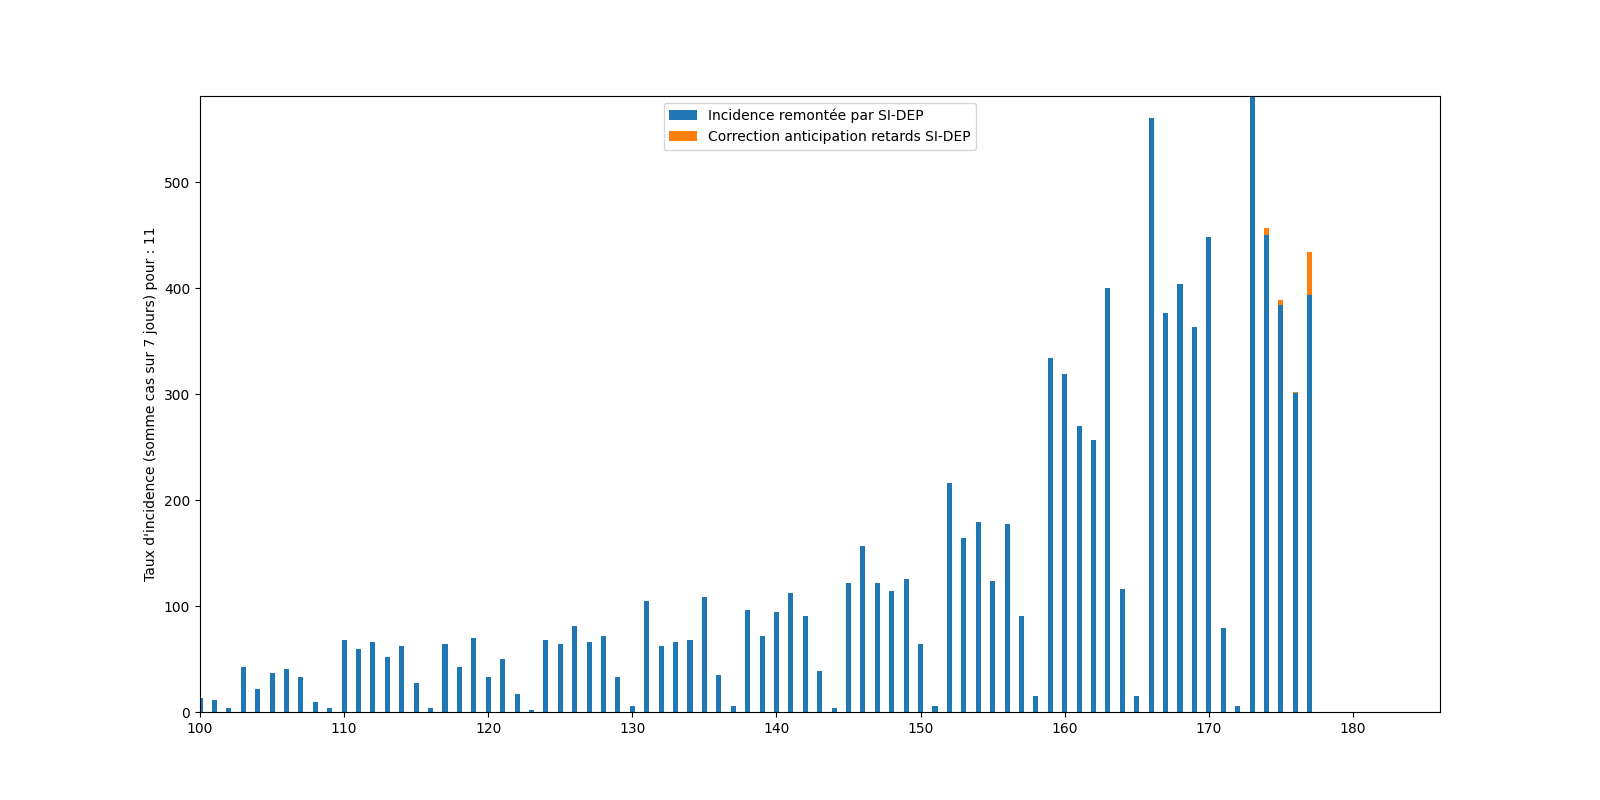 Incidence remontée par SI-DEP
Correction anticipation retards SI-DEP
Taux d'incidence (somme cas sur 7 jours) pour : 11
500
400
300
200
100
0
100 110 120 130 140 150 160 170 180